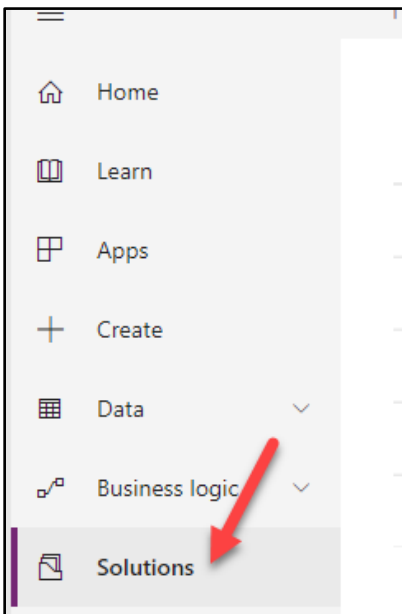 Home
Learn
Apps
Create
Data
Business logic
Solutions